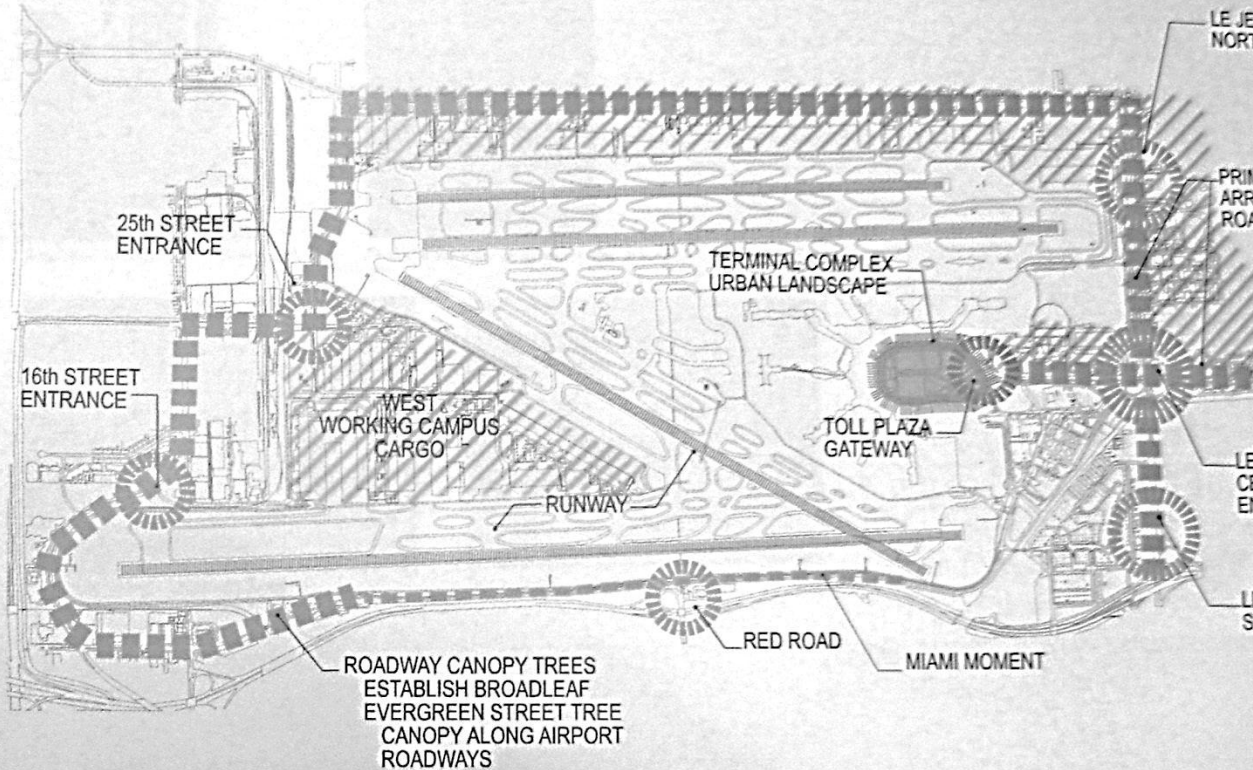 LE JE
NORT
PRIM
ARR
ROA
25th STREET
ENTRANCE
TERMINAL COMPLEX
URBAN LANDSCAPE
16th STREET
ENTRANCE
WEST
WORKING CAMPUS
CARGO
TOLL PLAZA
GATEWAY
LE
CE
E
RUNWAY
L
S
RED ROAD
MIAMI MOMENT
ROADWAY CANOPY TREES
ESTABLISH BROADLEAF
EVERGREEN STREET TREE
CANOPY ALONG AIRPORT
ROADWAYS